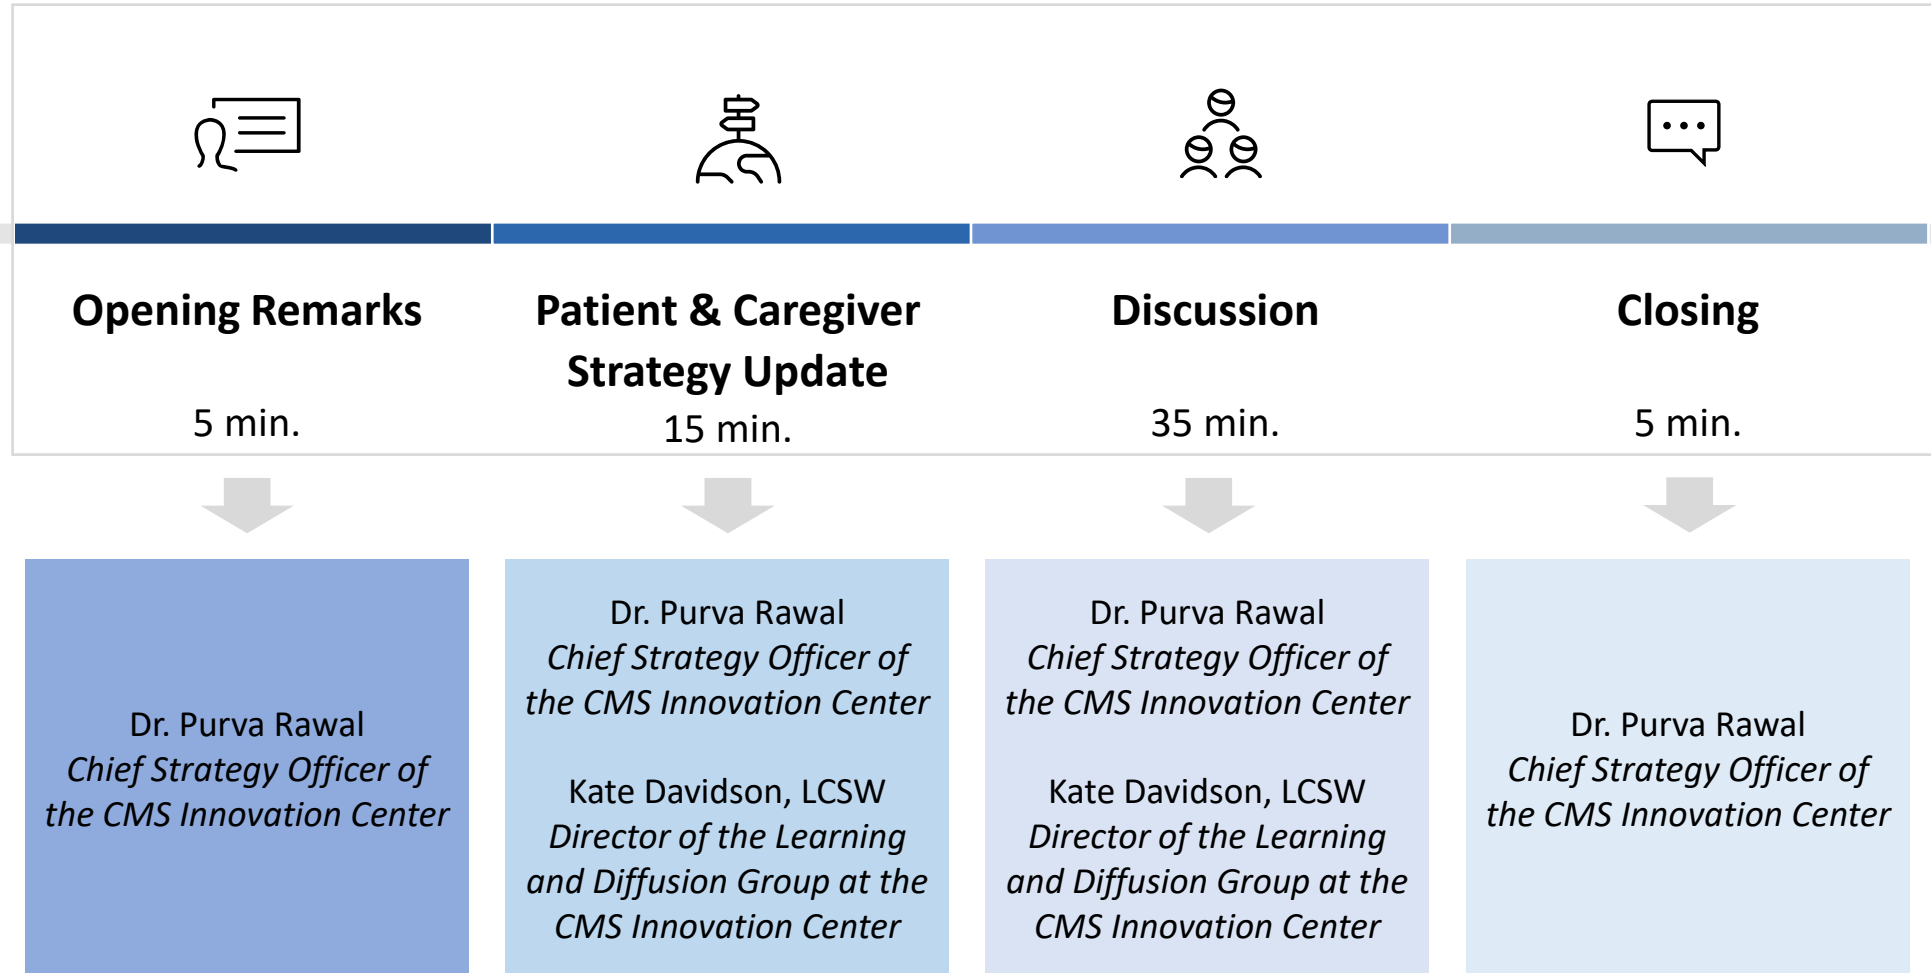 Opening Remarks
5 min.
Patient & Caregiver
Strategy Update
15 min.
Discussion
35 min.
Closing
5 min.
Dr. Purva Rawal
Chief Strategy Officer of
the CMS Innovation Center
Dr. Purva Rawal
Chief Strategy Officer of
the CMS Innovation Center
Kate Davidson, LCSW
Director of the Learning
and Diffusion Group at the
CMS Innovation Center
Dr. Purva Rawal
Chief Strategy Officer of
the CMS Innovation Center
Kate Davidson, LCSW
Director of the Learning
and Diffusion Group at the
CMS Innovation Center
Dr. Purva Rawal
Chief Strategy Officer of
the CMS Innovation Center